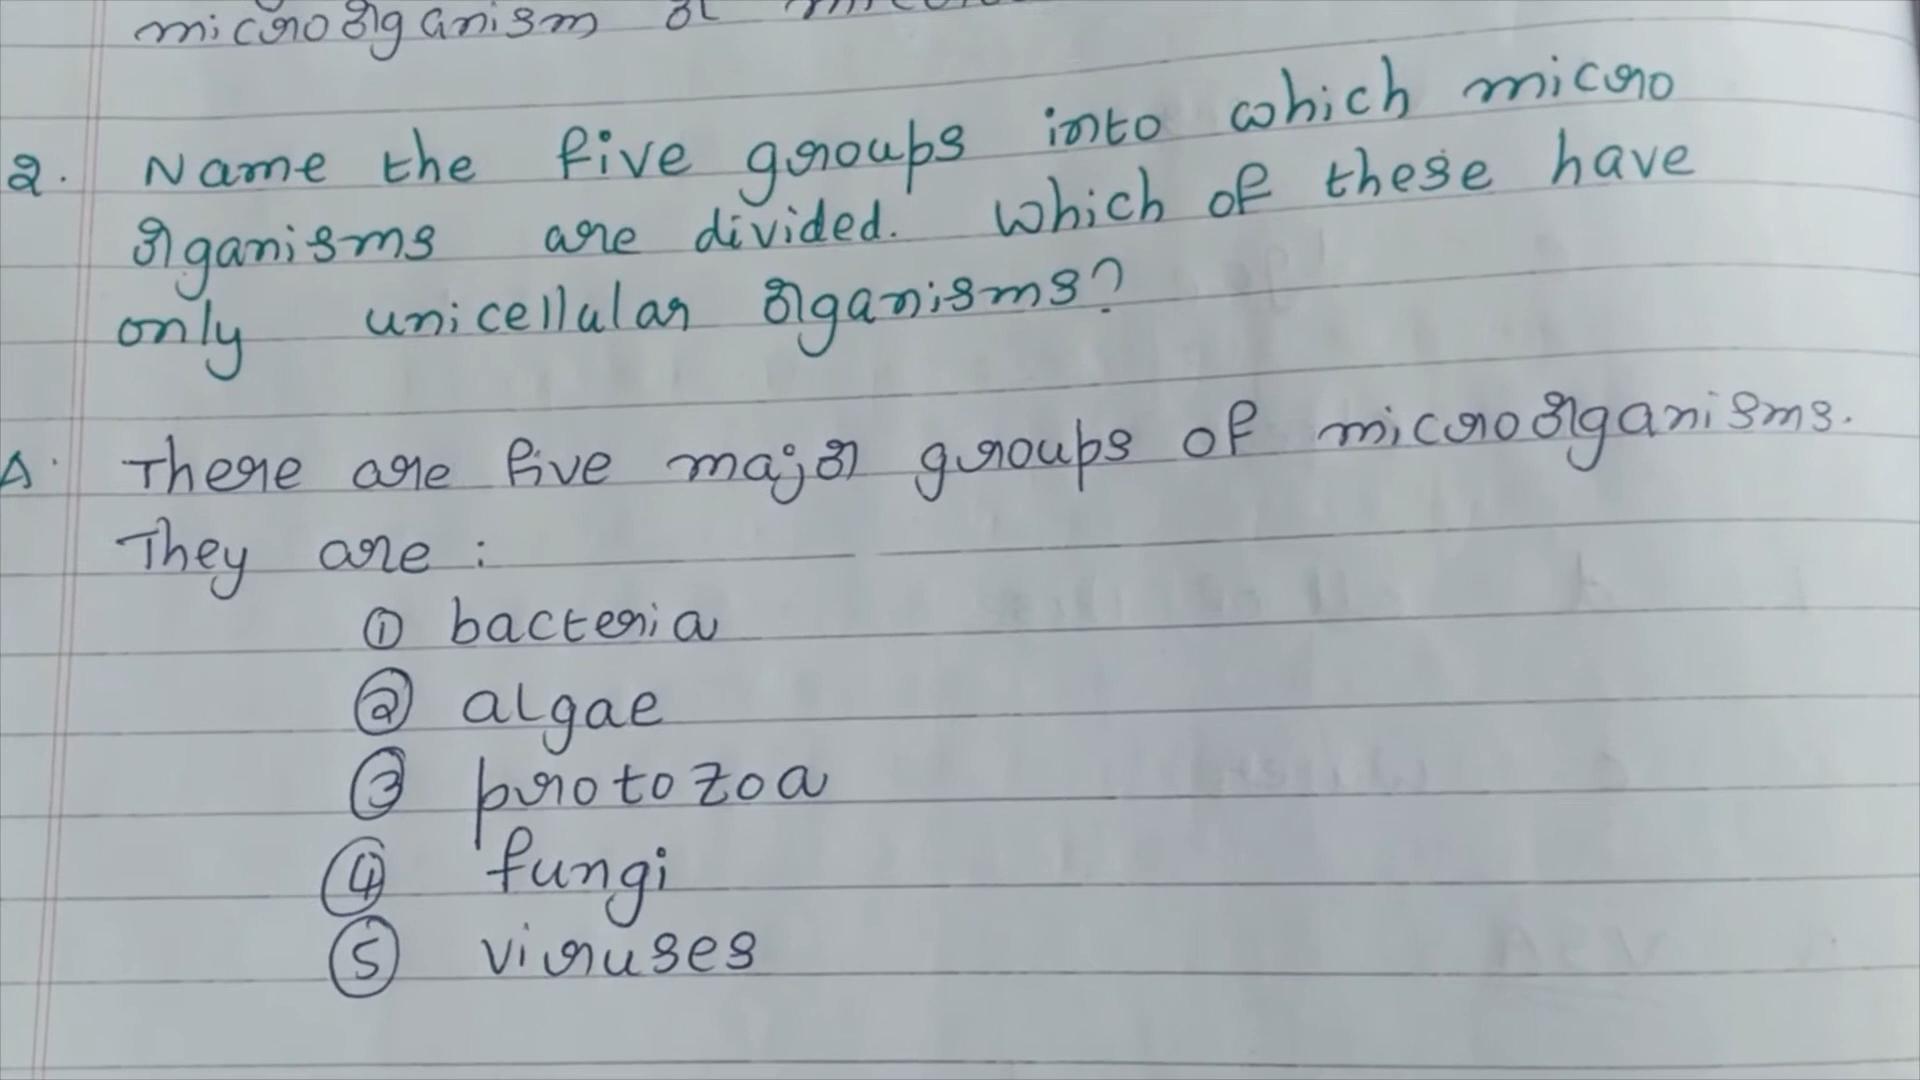 microorganism
2. Name the five groups into which micro
organisms are divided. Which of these have
only unicellular organisms?
A. There are five major groups of microorganisms.
They are :
① bacteria
② algae
③ protozoa
④ fungi
⑤ viruses